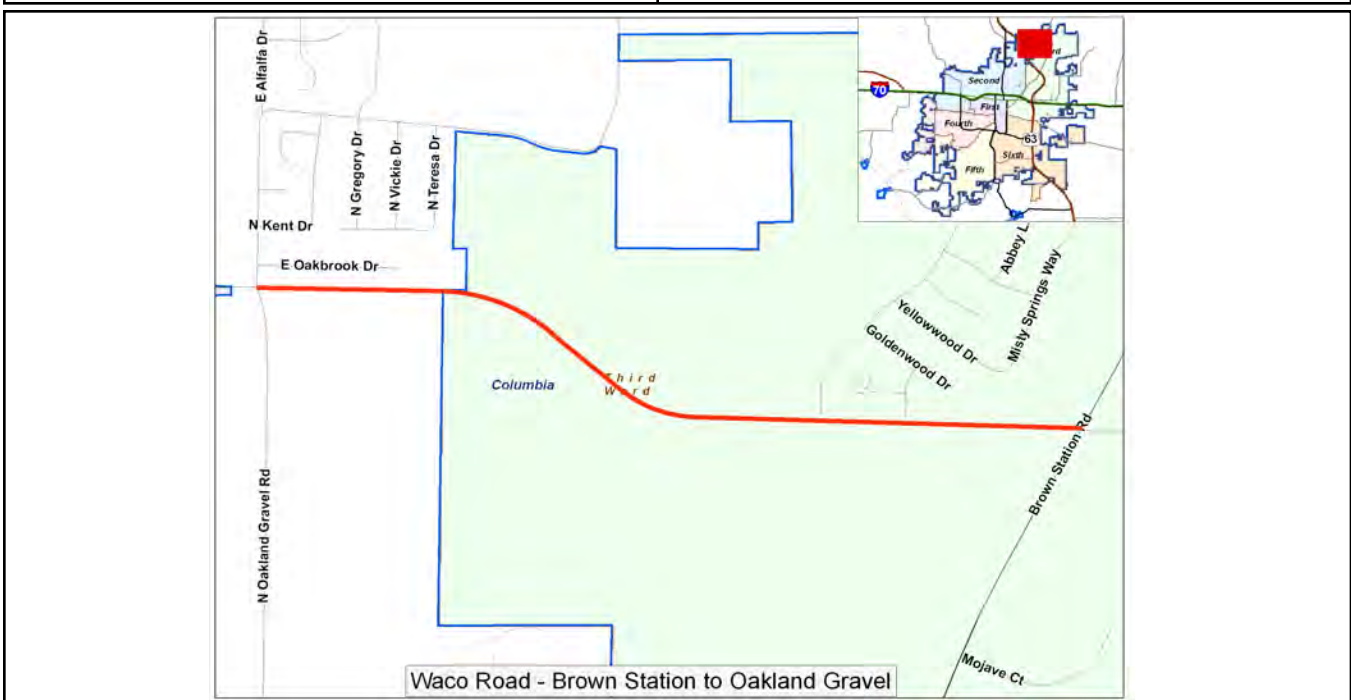 E Alfalfa Dr
N Gregory Dr
N Vickie Dr
N Teresa Dr
N Kent Dr
E Oakbrook Dr
N Oakland Gravel Rd
Columbia
Third
Ward
70
Second
First
Fourth
63
Sixth
Fifth
Misty Springs Way
Yellowwood Dr
Goldenwood Dr
Brown Station Rd
Mojave Ct
Waco Road - Brown Station to Oakland Gravel